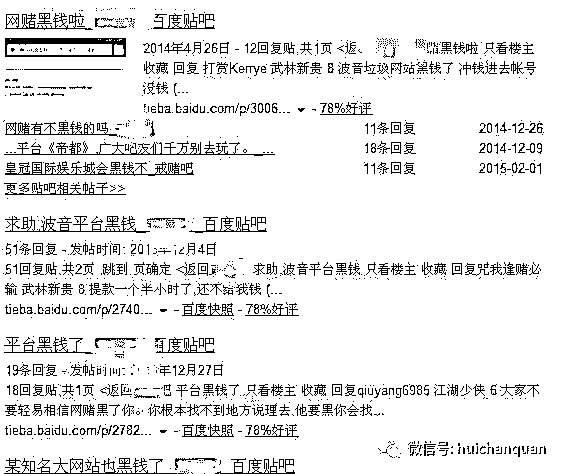 网赌黑钱啦_ 百度贴吧
2014年4月26日 - 12回复贴,共1页 <返 黑钱啦 只看楼主
收藏 回复 打赏Kerrye 武林新贵 8 波音垃圾网站黑钱了 冲钱进去帐号
没钱 (...
tieba.baidu.com/p/3006... - 78%好评
网赌有不黑钱的吗 11条回复 2014-12-26
...平台《帝都》,广大吧友们千万别去玩了。_... 18条回复 2014-12-09
皇冠国际娱乐城会黑钱不_戒赌吧 11条回复 2015-02-01
更多贴吧相关帖子>>
求助,波音平台黑钱_ _百度贴吧
51条回复 - 发帖时间: 12月4日
51回复贴,共2页 ,跳到 页确定 <返回 求助,波音平台黑钱 只看楼主 收藏 回复咒我逢赌必
输 武林新贵 8 提款一个半小时了,还不给我钱 (...
tieba.baidu.com/p/2740... - 百度快照 - 78%好评
平台黑钱了_ 百度贴吧
19条回复 - 发帖时间: 年12月27日
18回复贴,共1页 <返回 吧 平台黑钱了 只看楼主 收藏 回复qiuyang6985 江湖少侠 6 大家不
要轻易相信网赌黑了你。你根本找不到地方说理去,他要黑你会找...
tieba.baidu.com/p/2782... - 百度快照 - 78%好评
某知名大网站也黑钱了_ _百度贴吧
微信号: huichanquan